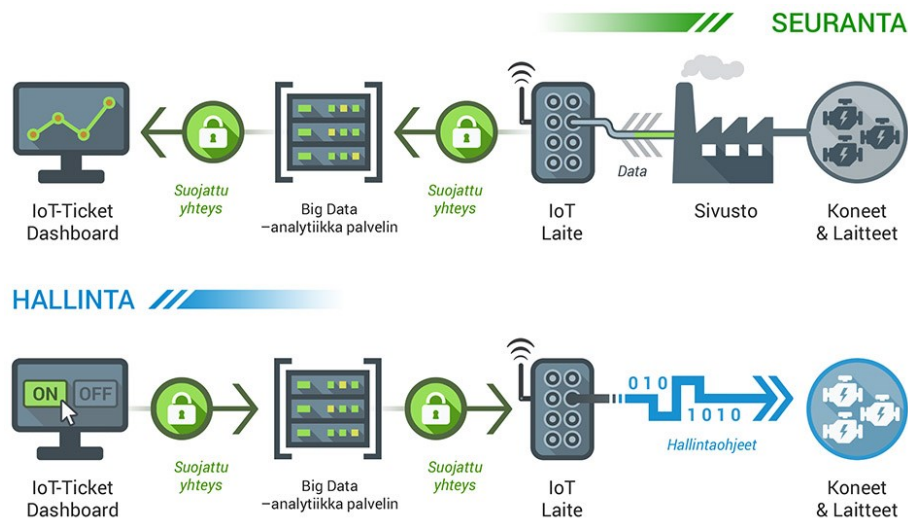 SEURANTA
Suojattu
yhteys
Suojattu
yhteys
Data
IoT-Ticket
Dashboard
Big Data
–analytiikka palvelin
IoT
Laite
Sivusto
Koneet
& Laitteet
HALLINTA
ON
OFF
010
1010
Hallintaohjeet
Suojattu
yhteys
Suojattu
yhteys
IoT-Ticket
Dashboard
Big Data
–analytiikka palvelin
IoT
Laite
Koneet
& Laitteet